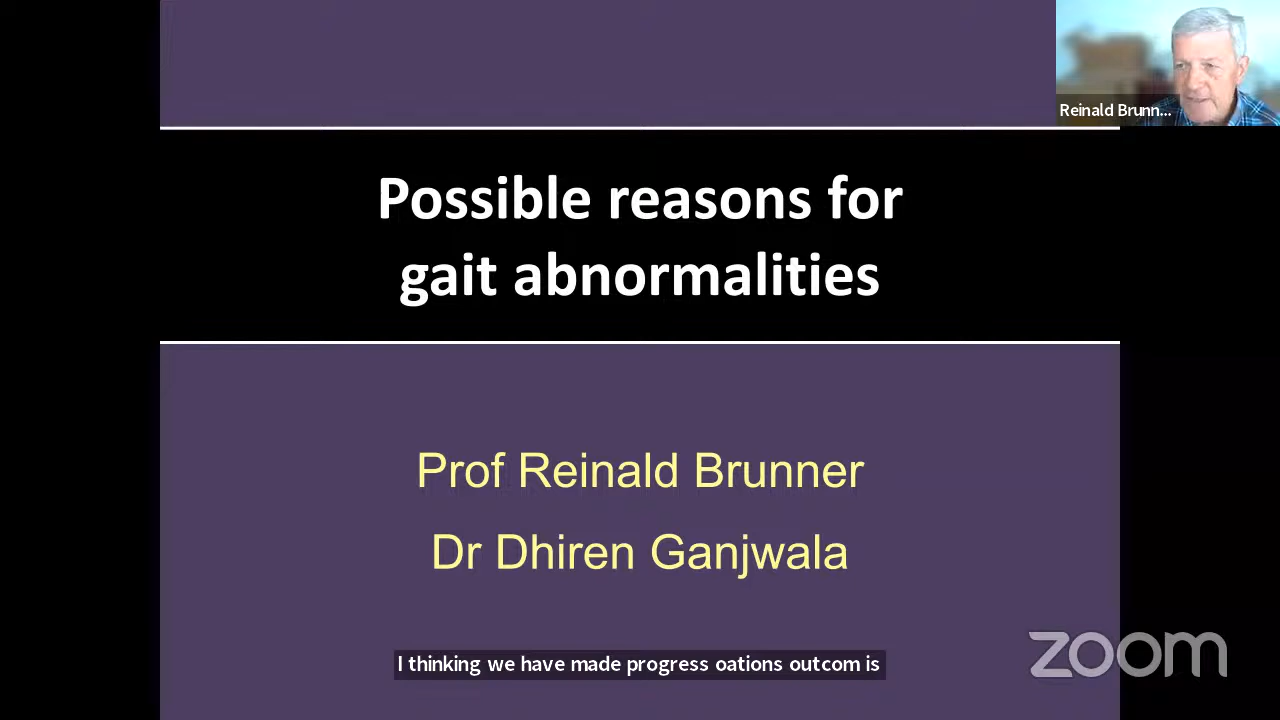 Reinald Brunn...
Possible reasons for
gait abnormalities
Prof Reinald Brunner
Dr Dhiren Ganjwala
I thinking we have made progress oations outcom is
zoom